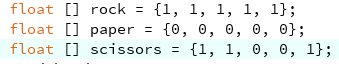 float [] rock = {1, 1, 1, 1, 1};
float [] paper = {0, 0, 0, 0, 0};
float [] scissors = {1, 1, 0, 0, 1};